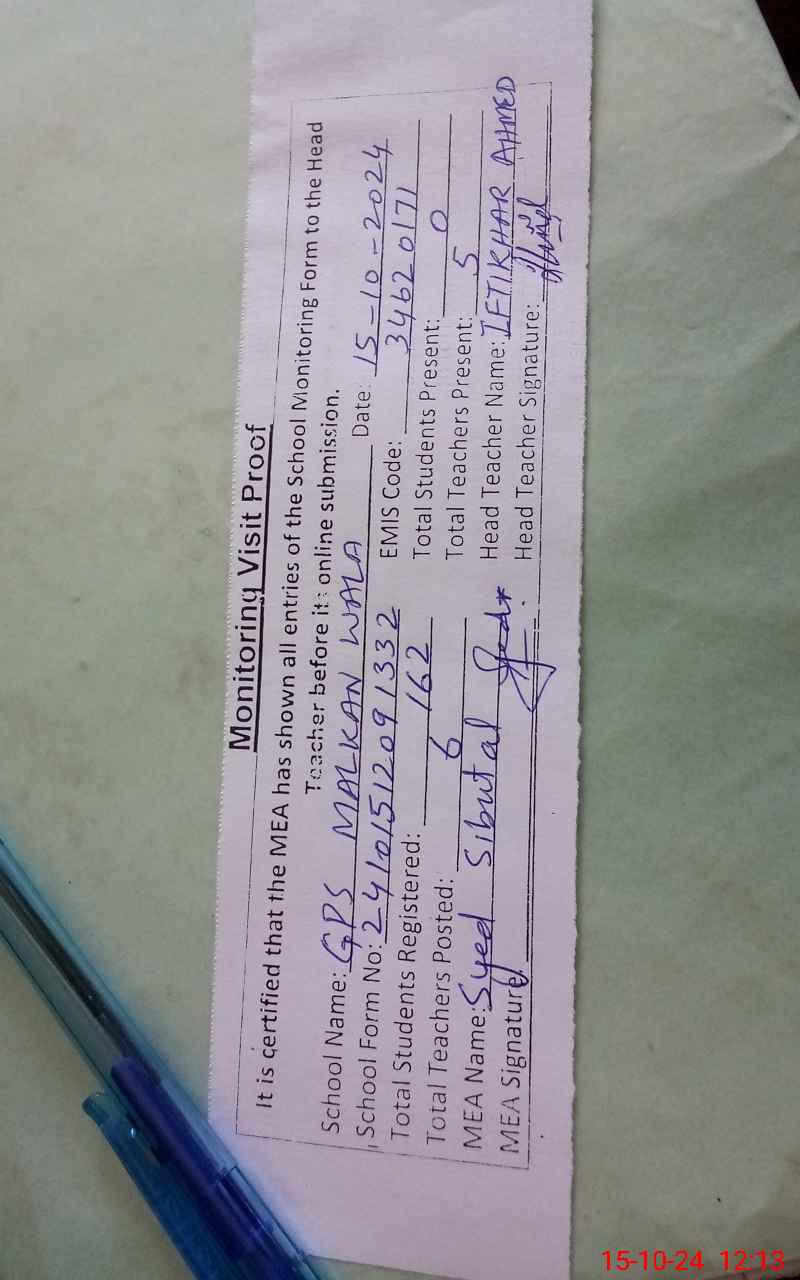 Monitoring Visit Proof
It is certified that the MEA has shown all entries of the School Monitoring Form to the Head
Teacher before its online submission.
School Name: GPS MALKAN WALA Date: 15-10-2024
School Form No: 24101512091332 EMIS Code: 34620171
Total Students Registered: 162 Total Students Present: 0
Total Teachers Posted: 6 Total Teachers Present: 5
MEA Name: Syed Sibutal Head Teacher Name: IFTIKHAR AHMED
MEA Signature: Head Teacher Signature:
15-10-24 12:13